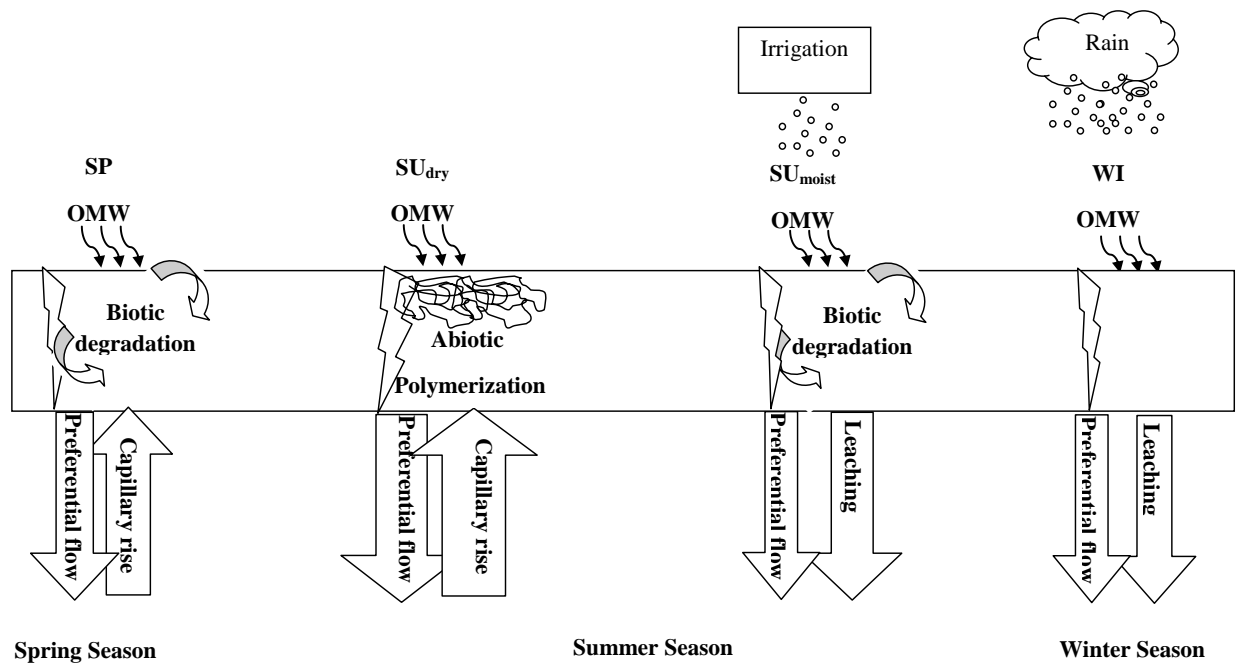 Irrigation
Rain
SP
SUdry
SUmoist
WI
OMW
OMW
OMW
OMW
Biotic
degradation
Abiotic
Polymerization
Biotic
degradation
Preferential flow
Capillary rise
Preferential flow
Capillary rise
Preferential flow
Leaching
Preferential flow
Leaching
Spring Season
Summer Season
Winter Season